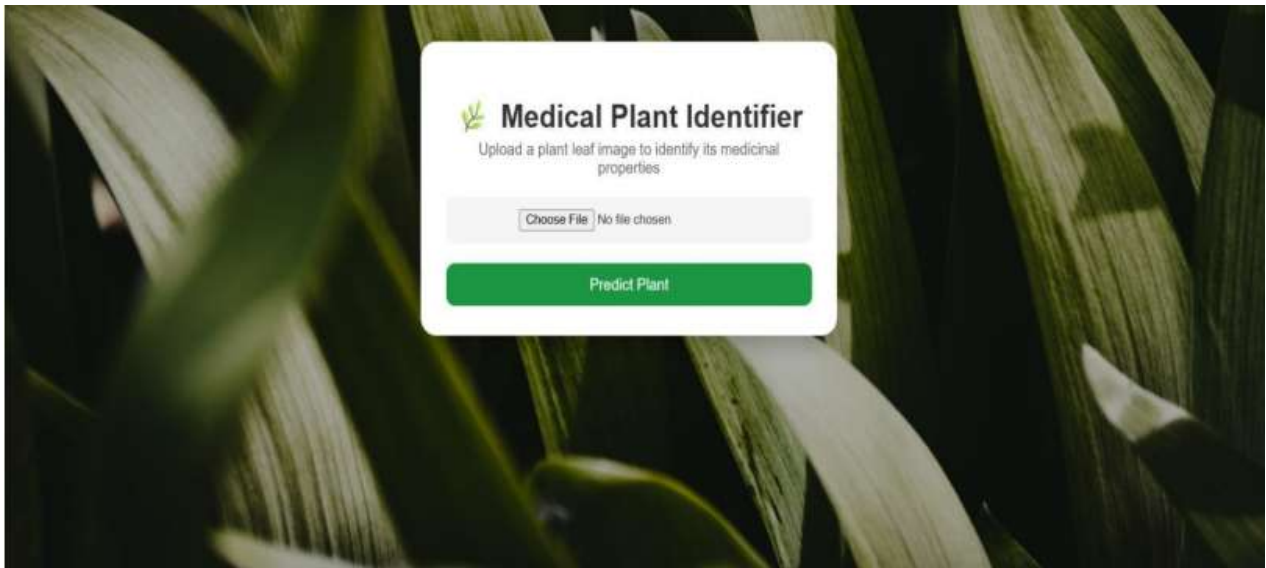 Medical Plant Identifier
Upload a plant leaf image to identify its medicinal
properties
Choose File No file chosen
Predict Plant